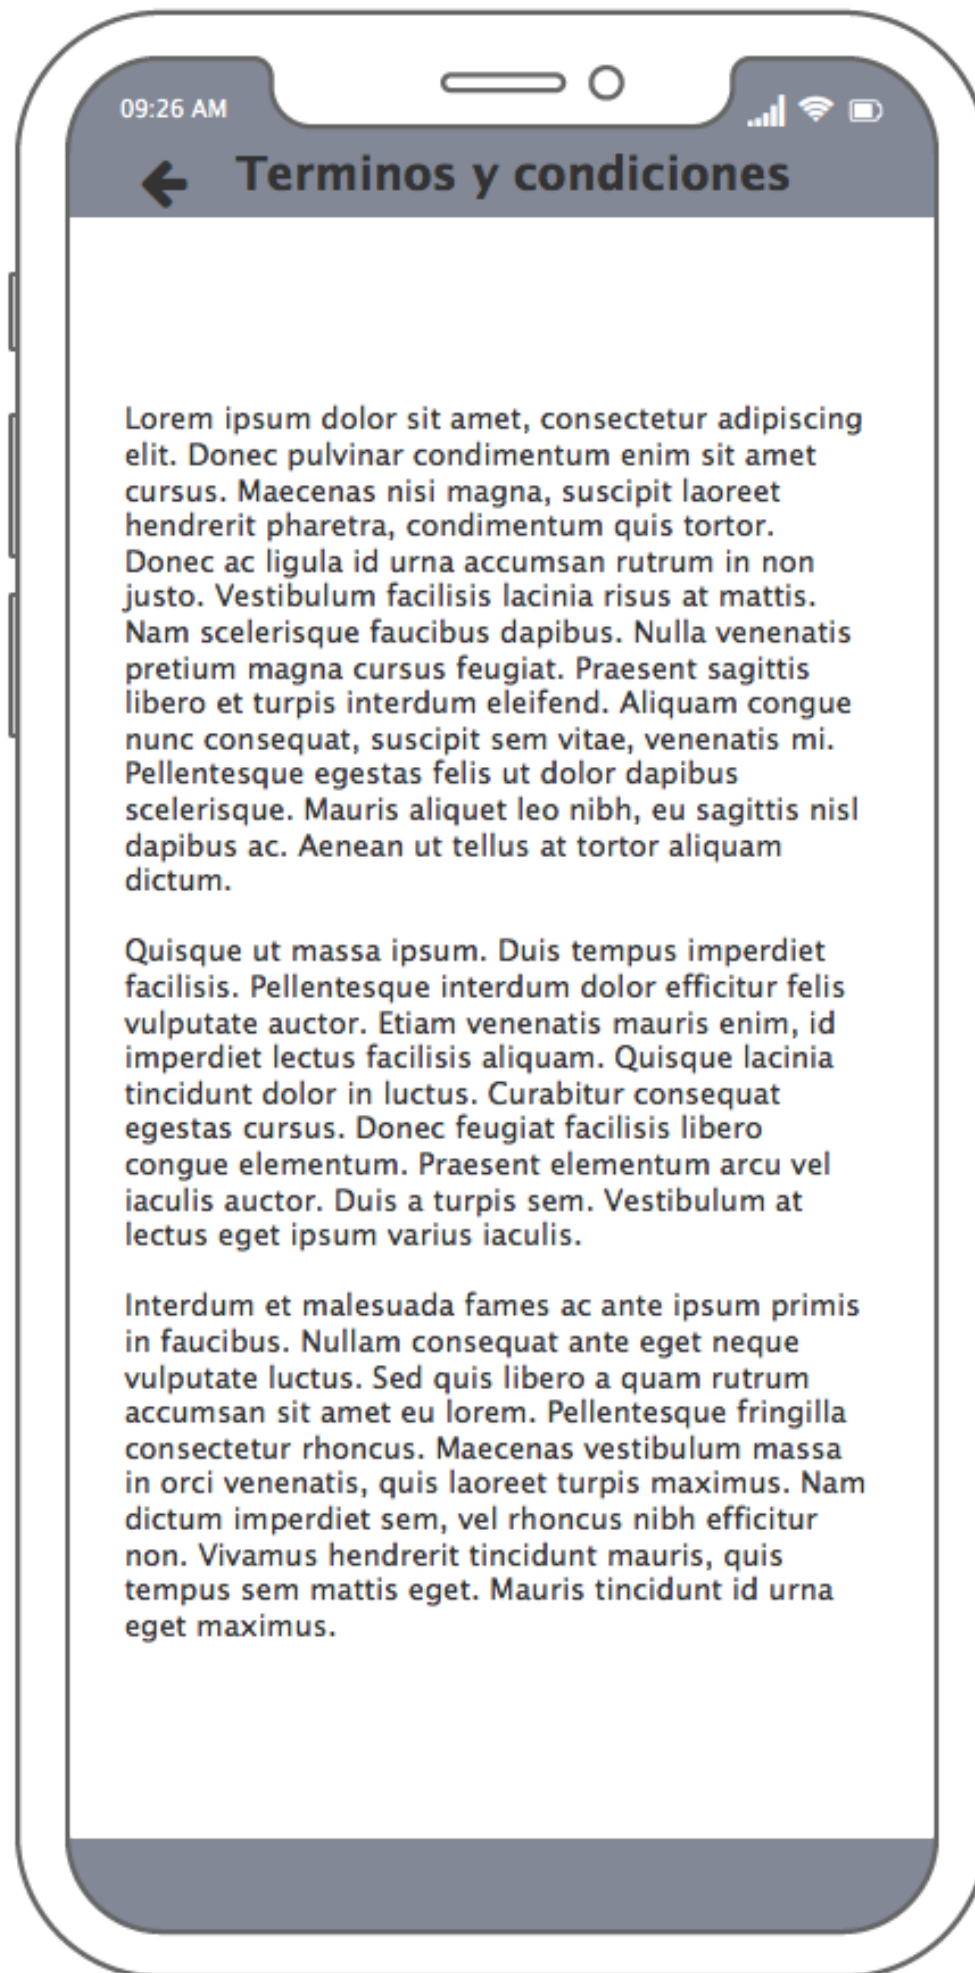 09:26 AM
Terminos y condiciones
Lorem ipsum dolor sit amet, consectetur adipiscing
elit. Donec pulvinar condimentum enim sit amet
cursus. Maecenas nisi magna, suscipit laoreet
hendrerit pharetra, condimentum quis tortor.
Donec ac ligula id urna accumsan rutrum in non
justo. Vestibulum facilisis lacinia risus at mattis.
Nam scelerisque faucibus dapibus. Nulla venenatis
pretium magna cursus feugiat. Praesent sagittis
libero et turpis interdum eleifend. Aliquam congue
nunc consequat, suscipit sem vitae, venenatis mi.
Pellentesque egestas felis ut dolor dapibus
scelerisque. Mauris aliquet leo nibh, eu sagittis nisl
dapibus ac. Aenean ut tellus at tortor aliquam
dictum.
Quisque ut massa ipsum. Duis tempus imperdiet
facilisis. Pellentesque interdum dolor efficitur felis
vulputate auctor. Etiam venenatis mauris enim, id
imperdiet lectus facilisis aliquam. Quisque lacinia
tincidunt dolor in luctus. Curabitur consequat
egestas cursus. Donec feugiat facilisis libero
congue elementum. Praesent elementum arcu vel
iaculis auctor. Duis a turpis sem. Vestibulum at
lectus eget ipsum varius iaculis.
Interdum et malesuada fames ac ante ipsum primis
in faucibus. Nullam consequat ante eget neque
vulputate luctus. Sed quis libero a quam rutrum
accumsan sit amet eu lorem. Pellentesque fringilla
consectetur rhoncus. Maecenas vestibulum massa
in orci venenatis, quis laoreet turpis maximus. Nam
dictum imperdiet sem, vel rhoncus nibh efficitur
non. Vivamus hendrerit tincidunt mauris, quis
tempus sem mattis eget. Mauris tincidunt id urna
eget maximus.